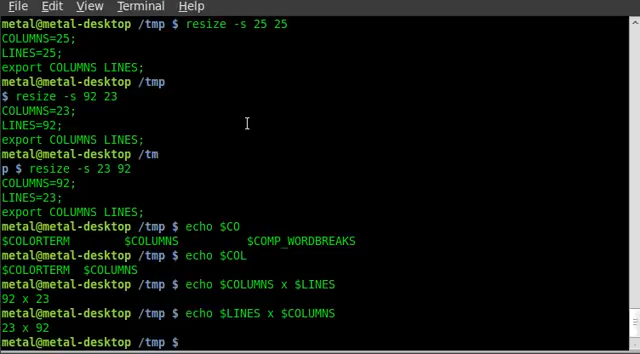 File Edit View Terminal Help
metal@metal-desktop /tmp $ resize -s 25 25
COLUMNS=25;
LINES=25;
export COLUMNS LINES;
metal@metal-desktop /tmp
$ resize -s 92 23
COLUMNS=23;
LINES=92;
export COLUMNS LINES;
metal@metal-desktop /tm
p $ resize -s 23 92
COLUMNS=92;
LINES=23;
export COLUMNS LINES;
metal@metal-desktop /tmp $ echo $CO
$COLORTERM $COLUMNS $COMP_WORDBREAKS
metal@metal-desktop /tmp $ echo $COL
$COLORTERM $COLUMNS
metal@metal-desktop /tmp $ echo $COLUMNS x $LINES
92 x 23
metal@metal-desktop /tmp $ echo $LINES x $COLUMNS
23 x 92
metal@metal-desktop /tmp $